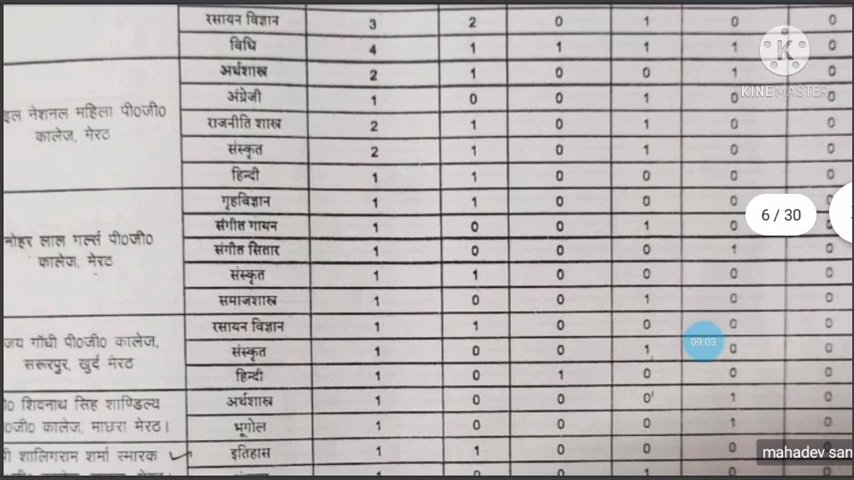 रसायन विज्ञान 3 2 0 1 0 0
विधि 4 1 1 1 1 0
इल नेशनल महिला पी0जी0
कालेज, मेरठ
अर्थशास्त्र 2 1 0 0 1 0
अंग्रेजी 1 0 0 1 0 0
राजनीति शास्त्र 2 1 0 1 0 0
संस्कृत 2 1 0 1 0 0
हिन्दी 1 1 0 0 0 0
नोहर लाल गर्ल्स पी0जी0
कालेज, मेरठ
गृहविज्ञान 1 1 0 0 0
संगीत गायन 1 0 0 1 0 0
संगीत सितार 1 0 0 0 1 0
संस्कृत 1 1 0 0 0 0
समाजशास्त्र 1 0 0 1 0 0
जय गाँधी पी0जी0 कालेज,
सरूरपुर, खुर्द मेरठ
रसायन विज्ञान 1 1 0 0 0 0
संस्कृत 1 0 0 1 0 0
हिन्दी 1 0 1 0 0 0
0 शिवनाथ सिंह शाण्डिल्य
0जी0 कालेज, माछरा मेरठ।
अर्थशास्त्र 1 0 0 0 1 0
भूगोल 1 0 0 0 1 0
री शालिगराम शर्मा स्मारक
इतिहास 1 1 0 0
K
KINEMASTER
6 / 30
09:03
mahadev san